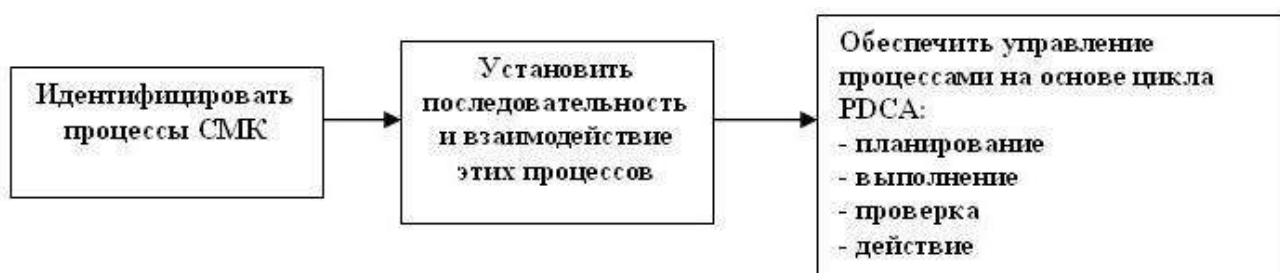 Идентифицировать
процессы СМК
Установить
последовательность
и взаимодействие
этих процессов
Обеспечить управление
процессами на основе цикла
PDCA:
- планирование
- выполнение
- проверка
- действие